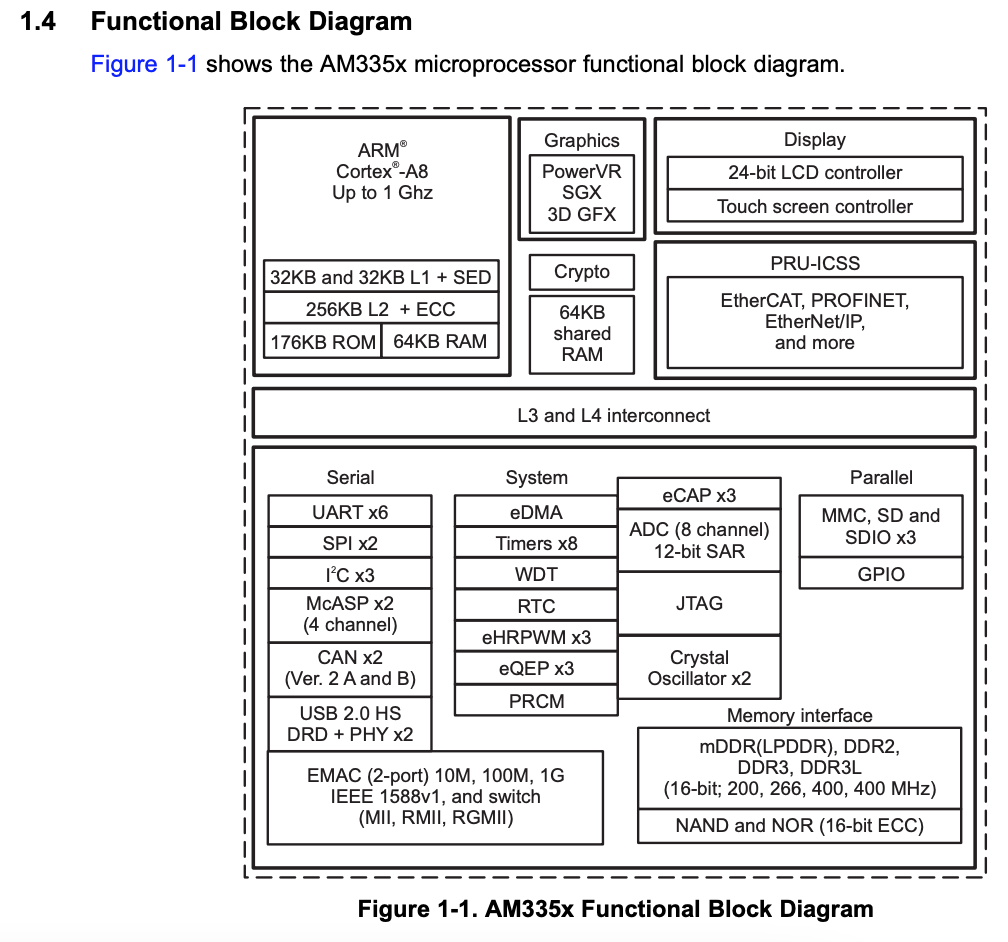 1.4 Functional Block Diagram
Figure 1-1 shows the AM335x microprocessor functional block diagram.
ARM®
Cortex®-A8
Up to 1 Ghz
32KB and 32KB L1 + SED
256KB L2 + ECC
176KB ROM
64KB RAM
Graphics
PowerVR
SGX
3D GFX
Crypto
64KB
shared
RAM
Display
24-bit LCD controller
Touch screen controller
PRU-ICSS
EtherCAT, PROFINET,
EtherNet/IP,
and more
L3 and L4 interconnect
Serial
UART x6
SPI x2
I²C x3
McASP x2
(4 channel)
CAN x2
(Ver. 2 A and B)
USB 2.0 HS
DRD + PHY x2
EMAC (2-port) 10M, 100M, 1G
IEEE 1588v1, and switch
(MII, RMII, RGMII)
System
eDMA
Timers x8
WDT
RTC
eHRPWM x3
eQEP x3
PRCM
eCAP x3
ADC (8 channel)
12-bit SAR
JTAG
Crystal
Oscillator x2
Parallel
MMC, SD and
SDIO x3
GPIO
Memory interface
mDDR(LPDDR), DDR2,
DDR3, DDR3L
(16-bit; 200, 266, 400, 400 MHz)
NAND and NOR (16-bit ECC)
Figure 1-1. AM335x Functional Block Diagram